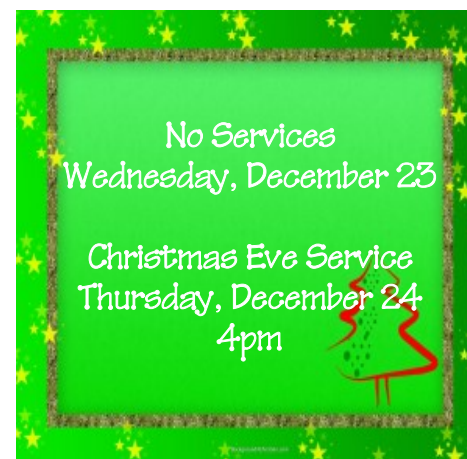 No Services
Wednesday, December 23
Christmas Eve Service
Thursday, December 24
4pm